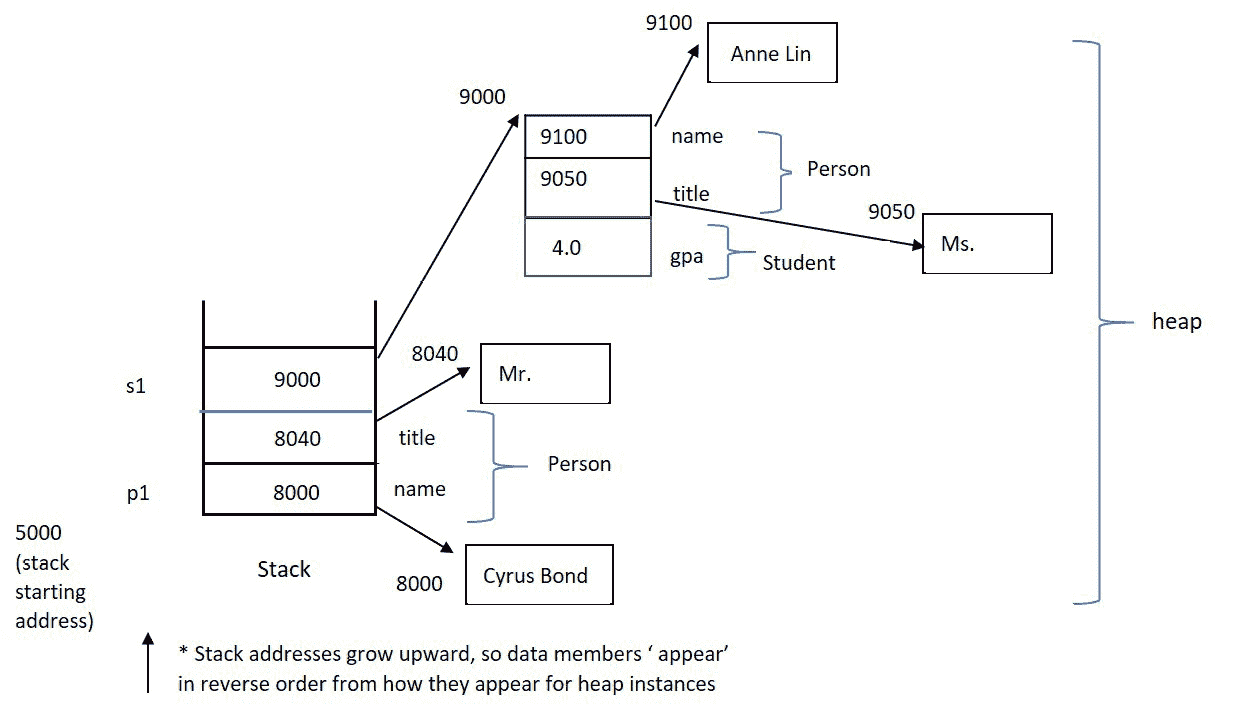 9100
Anne Lin
9000
9100
name
Person
9050
title
9050
Ms.
4.0
gpa
Student
heap
8040
Mr.
s1
9000
8040
title
Person
p1
8000
name
5000
(stack
starting
address)
Stack
8000
Cyrus Bond
* Stack addresses grow upward, so data members ‘ appear’
in reverse order from how they appear for heap instances